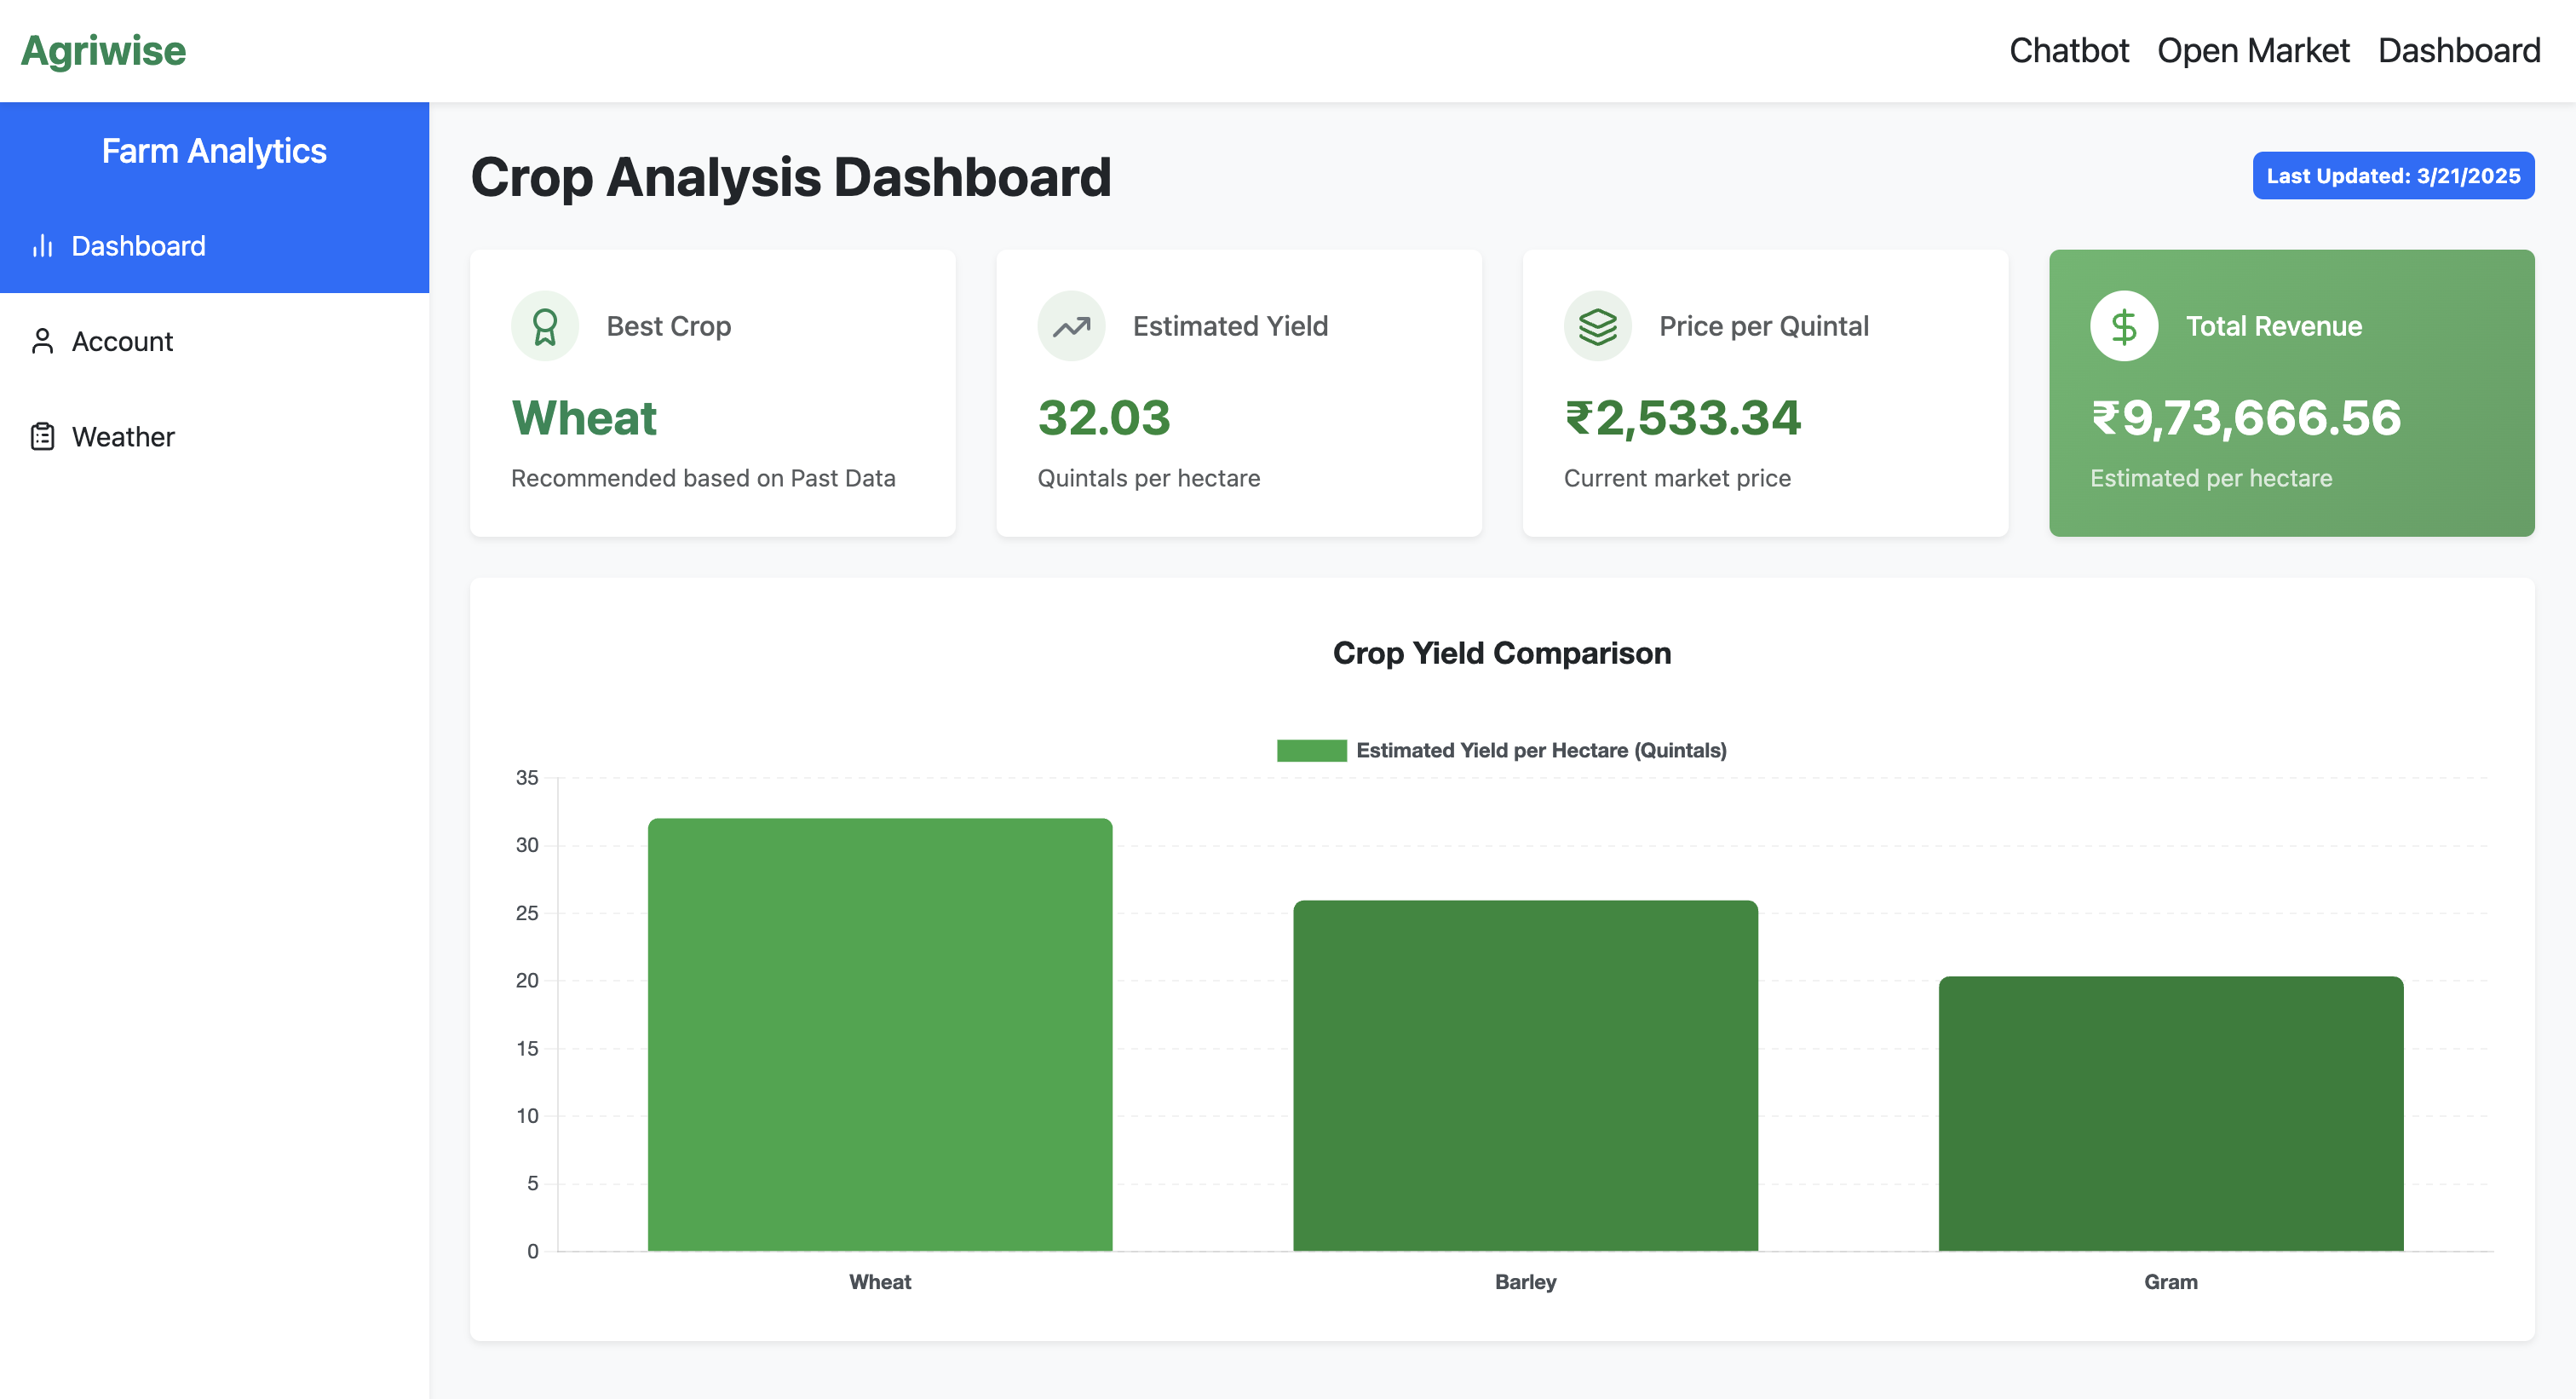 Agriwise
Chatbot Open Market Dashboard
Farm Analytics
Dashboard
Account
Weather
Crop Analysis Dashboard
Last Updated: 3/21/2025
Best Crop
Wheat
Recommended based on Past Data
Estimated Yield
32.03
Quintals per hectare
Price per Quintal
₹2,533.34
Current market price
Total Revenue
₹9,73,666.56
Estimated per hectare
Crop Yield Comparison
Estimated Yield per Hectare (Quintals)
35
30
25
20
15
10
5
0
Wheat Barley Gram